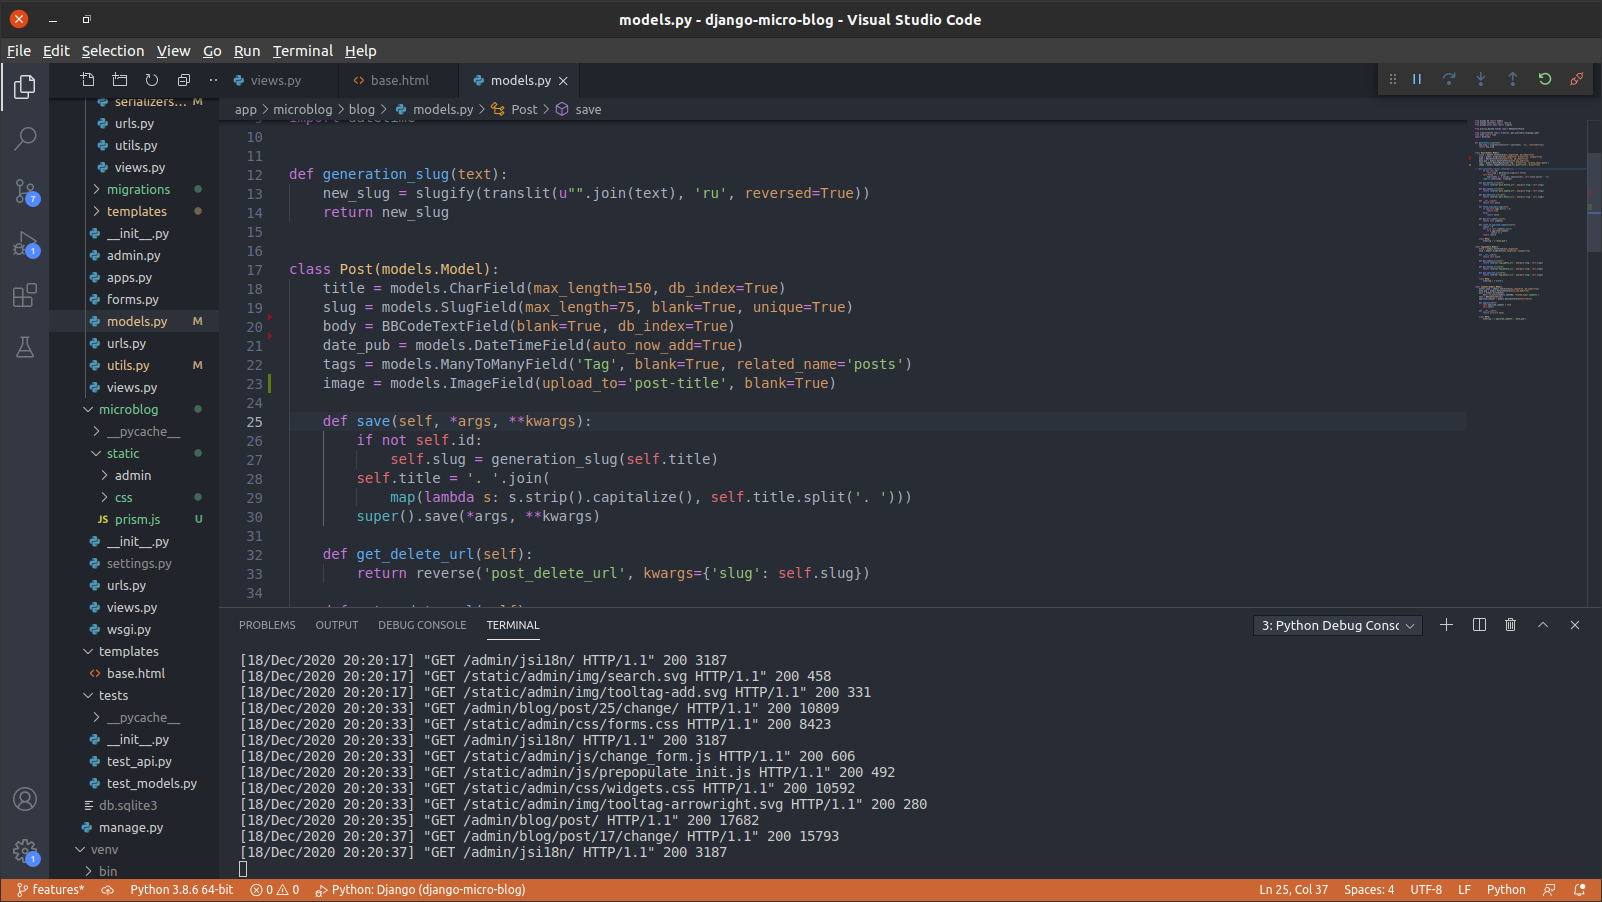 models.py - django-micro-blog - Visual Studio Code
File Edit Selection View Go Run Terminal Help
views.py
base.html
models.py
app > microblog > blog > models.py > Post > save
serializers... M
urls.py
utils.py
views.py
migrations
templates
__init__.py
admin.py
apps.py
forms.py
models.py M
urls.py
utils.py M
views.py
microblog
__pycache__
static
admin
css
JS prism.js U
__init__.py
settings.py
urls.py
views.py
wsgi.py
templates
base.html
tests
__pycache__
__init__.py
test_api.py
test_models.py
db.sqlite3
manage.py
venv
bin
7
1
1
import datetime
10
11
12 def generation_slug(text):
13     new_slug = slugify(translit(u"".join(text), 'ru', reversed=True))
14     return new_slug
15
16
17 class Post(models.Model):
18     title = models.CharField(max_length=150, db_index=True)
19     slug = models.SlugField(max_length=75, blank=True, unique=True)
20     body = BBCodeTextField(blank=True, db_index=True)
21     date_pub = models.DateTimeField(auto_now_add=True)
22     tags = models.ManyToManyField('Tag', blank=True, related_name='posts')
23     image = models.ImageField(upload_to='post-title', blank=True)
24
25     def save(self, *args, **kwargs):
26         if not self.id:
27             self.slug = generation_slug(self.title)
28         self.title = '. '.join(
29             map(lambda s: s.strip().capitalize(), self.title.split('. ')))
30         super().save(*args, **kwargs)
31
32     def get_delete_url(self):
33         return reverse('post_delete_url', kwargs={'slug': self.slug})
34
PROBLEMS OUTPUT DEBUG CONSOLE TERMINAL
3: Python Debug Consc
[18/Dec/2020 20:20:17] "GET /admin/jsi18n/ HTTP/1.1" 200 3187
[18/Dec/2020 20:20:17] "GET /static/admin/img/search.svg HTTP/1.1" 200 458
[18/Dec/2020 20:20:17] "GET /static/admin/img/tooltag-add.svg HTTP/1.1" 200 331
[18/Dec/2020 20:20:33] "GET /admin/blog/post/25/change/ HTTP/1.1" 200 10809
[18/Dec/2020 20:20:33] "GET /static/admin/css/forms.css HTTP/1.1" 200 8423
[18/Dec/2020 20:20:33] "GET /admin/jsi18n/ HTTP/1.1" 200 3187
[18/Dec/2020 20:20:33] "GET /static/admin/js/change_form.js HTTP/1.1" 200 606
[18/Dec/2020 20:20:33] "GET /static/admin/js/prepopulate_init.js HTTP/1.1" 200 492
[18/Dec/2020 20:20:33] "GET /static/admin/css/widgets.css HTTP/1.1" 200 10592
[18/Dec/2020 20:20:33] "GET /static/admin/img/tooltag-arrowright.svg HTTP/1.1" 200 280
[18/Dec/2020 20:20:35] "GET /admin/blog/post/ HTTP/1.1" 200 17682
[18/Dec/2020 20:20:37] "GET /admin/blog/post/17/change/ HTTP/1.1" 200 15793
[18/Dec/2020 20:20:37] "GET /admin/jsi18n/ HTTP/1.1" 200 3187
features* Python 3.8.6 64-bit 0 0 Python: Django (django-micro-blog) Ln 25, Col 37 Spaces: 4 UTF-8 LF Python